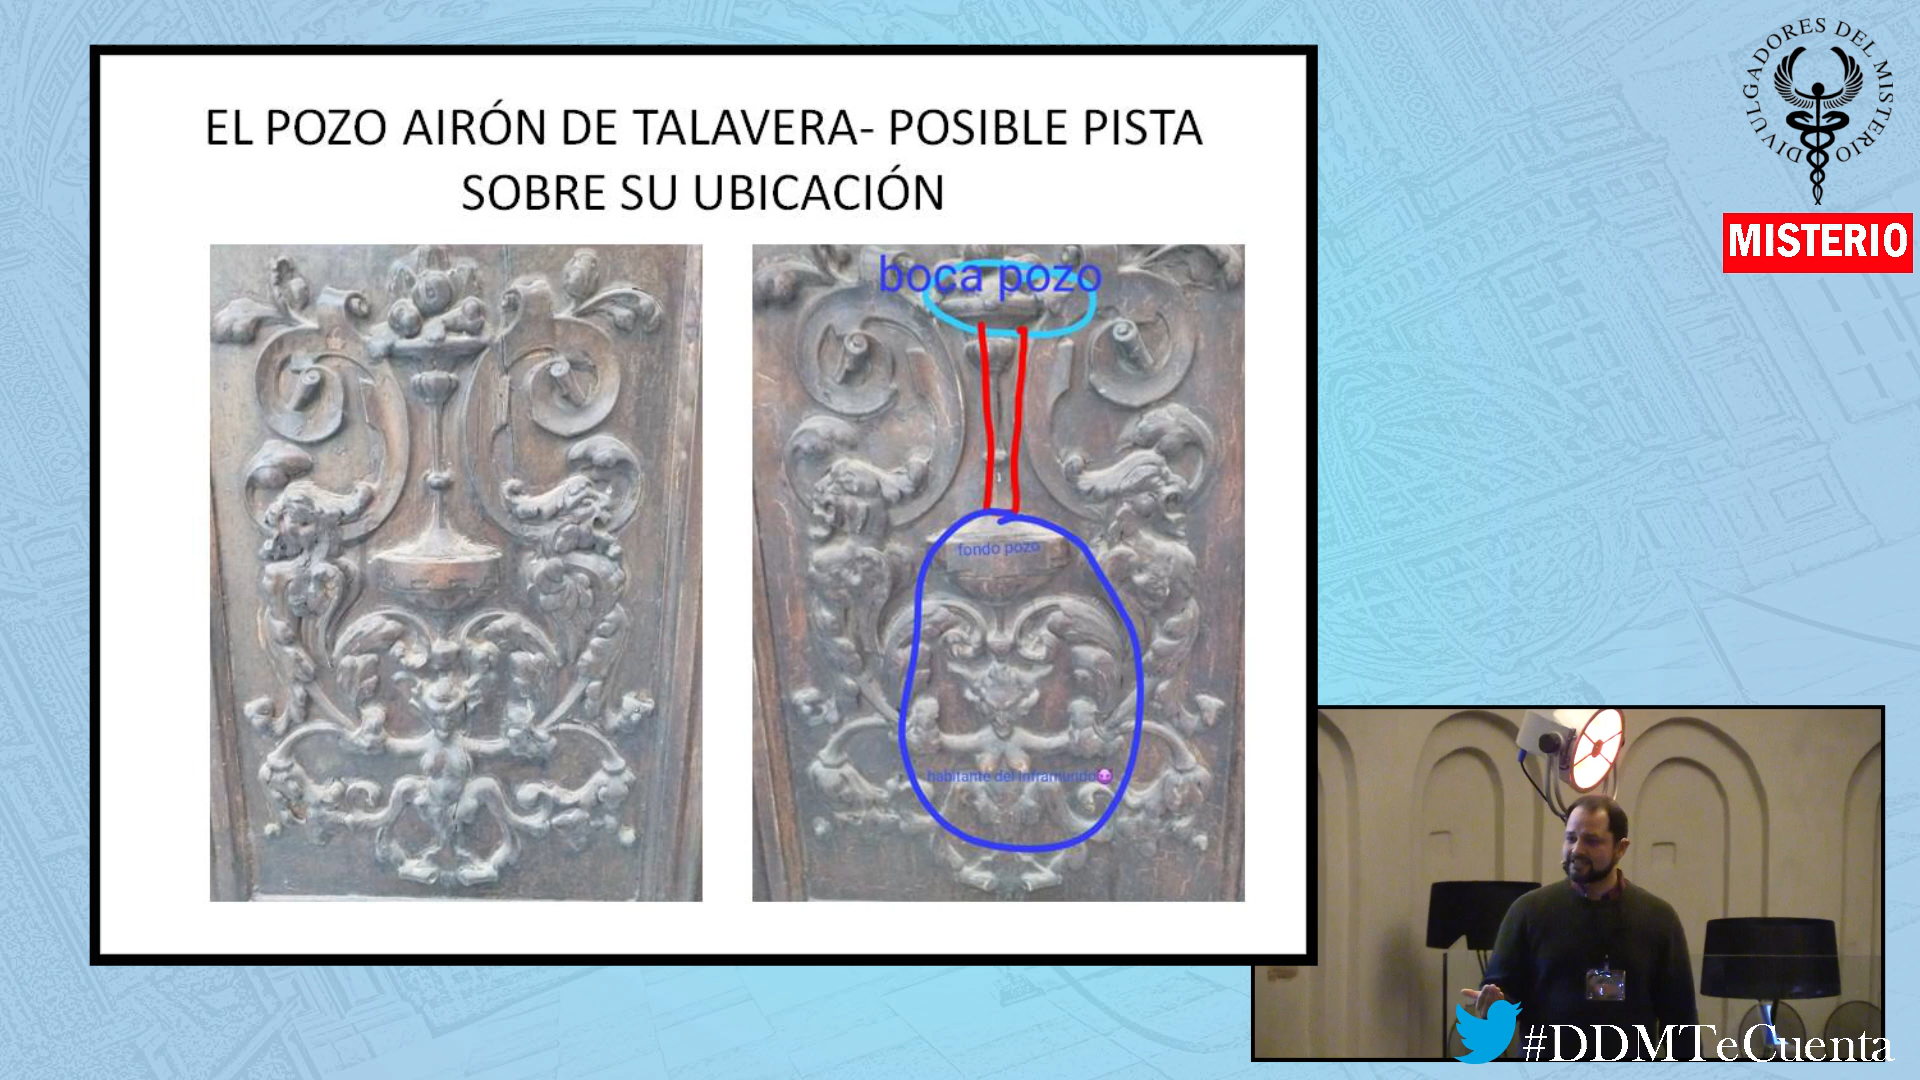 EL POZO AIRÓN DE TALAVERA- POSIBLE PISTA
SOBRE SU UBICACIÓN
boca pozo
fondo pozo
habitante del inframundo
DIVULGADORES DEL MISTERIO
MISTERIO
#DDMTeCuenta